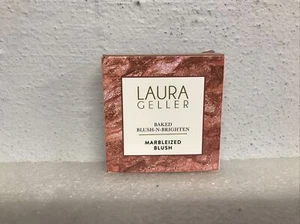 LAURA
GELLER
BAKED
BLUSH-N-BRIGHTEN
MARBLEIZED
BLUSH